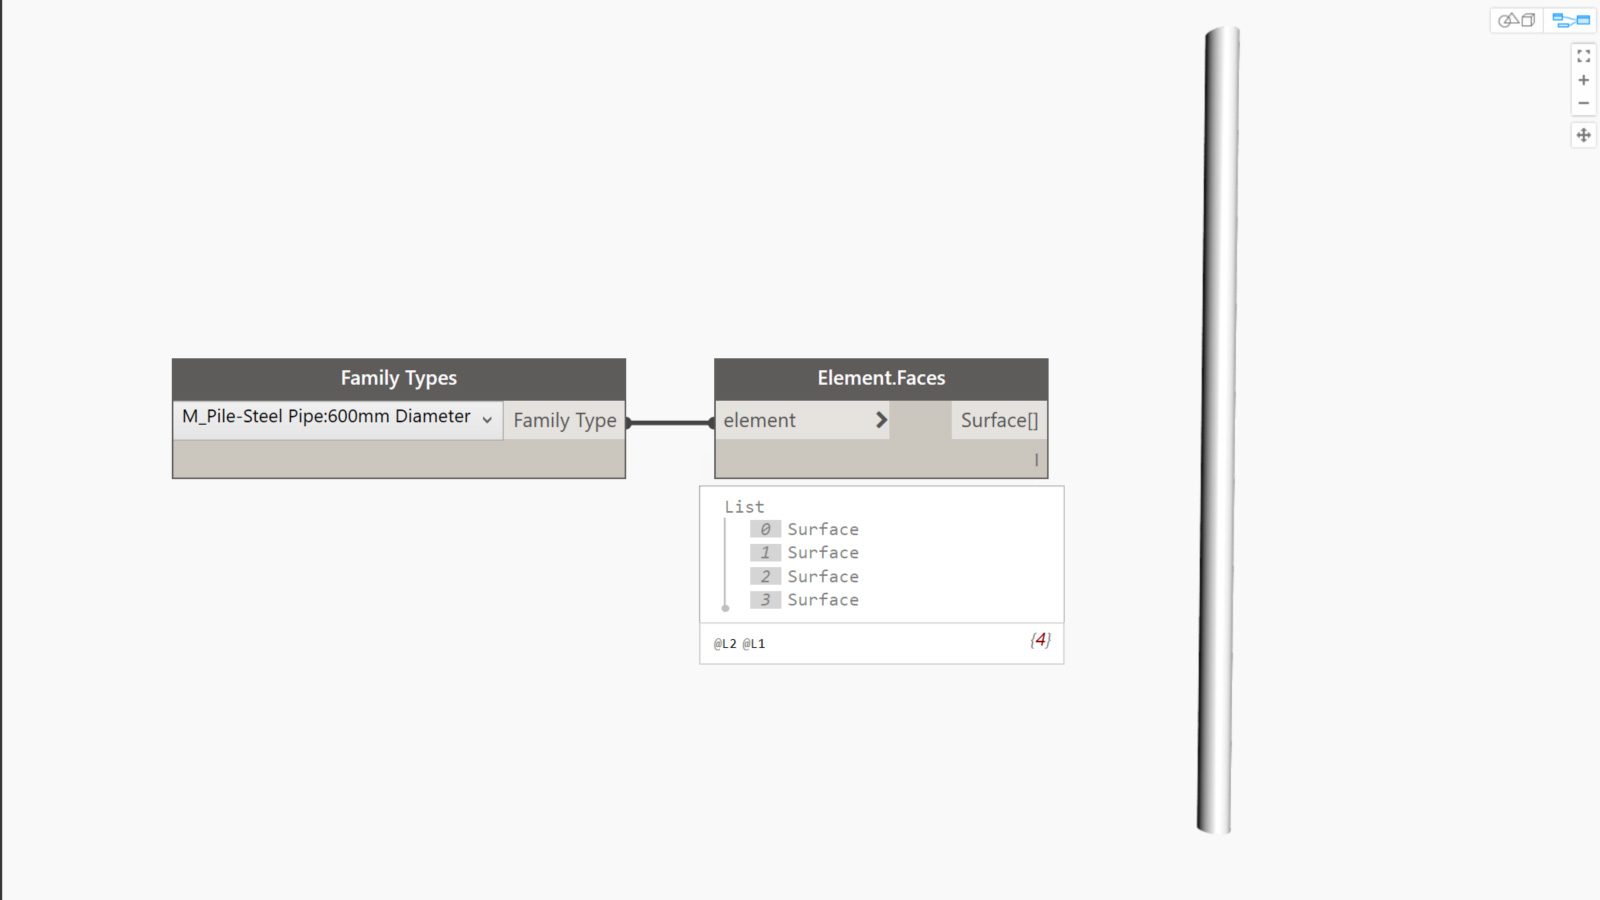 Family Types
M_Pile-Steel Pipe:600mm Diameter
Family Type
Element.Faces
element
Surface[]
l
List
0 Surface
1 Surface
2 Surface
3 Surface
@L2 @L1
{4}